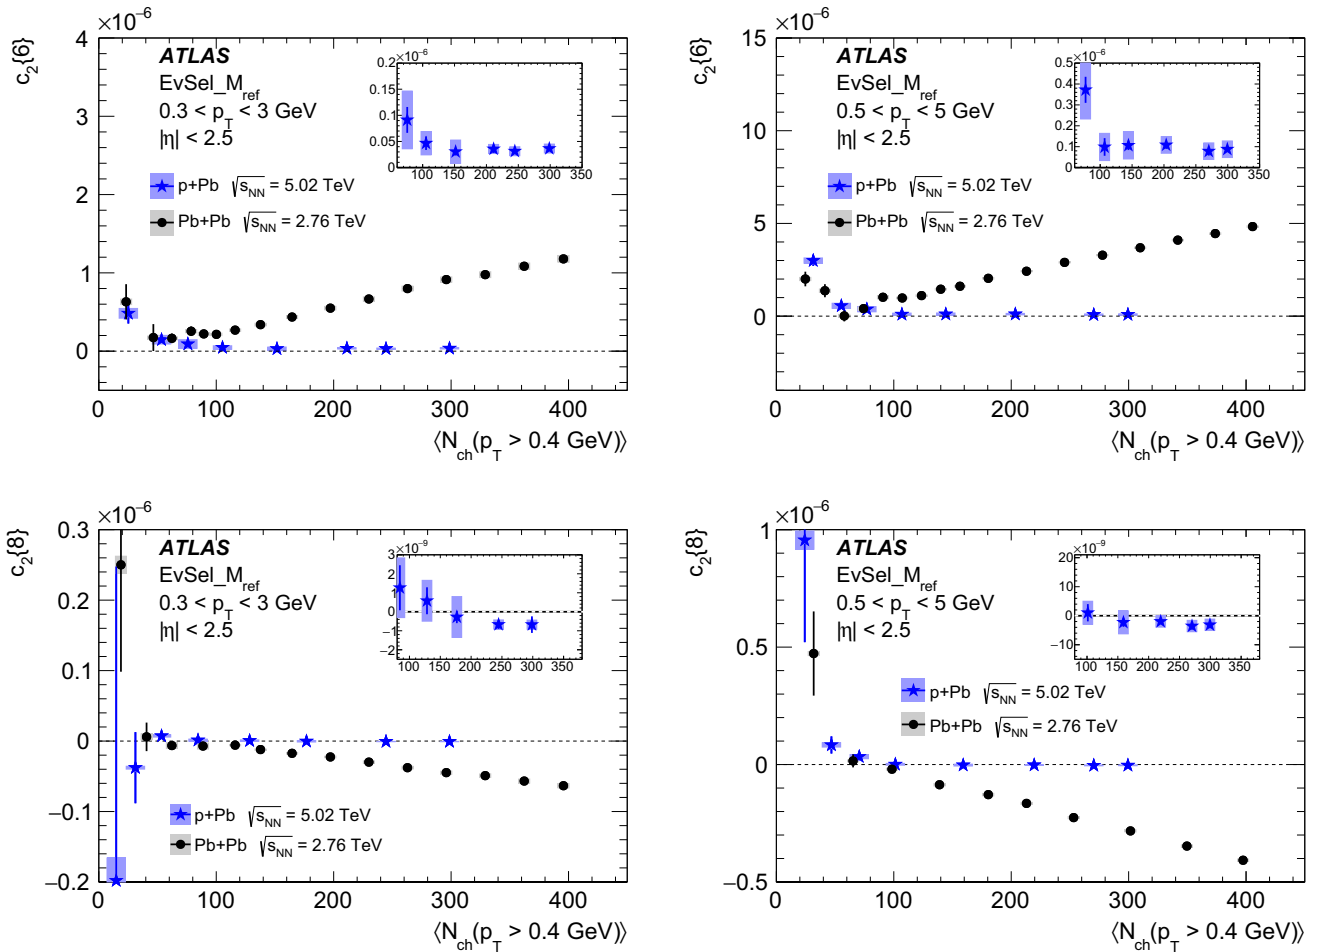 ×10⁻⁶
c₂{6}
ATLAS
EvSel_M_ref
0.3 < p_T < 3 GeV
|η| < 2.5
p+Pb √s_NN = 5.02 TeV
Pb+Pb √s_NN = 2.76 TeV
4
3
2
1
0
0 100 200 300 400
⟨N_ch(p_T > 0.4 GeV)⟩
×10⁻⁶
0.2
0.15
0.1
0.05
0
100 150 200 250 300 350
×10⁻⁶
c₂{6}
ATLAS
EvSel_M_ref
0.5 < p_T < 5 GeV
|η| < 2.5
p+Pb √s_NN = 5.02 TeV
Pb+Pb √s_NN = 2.76 TeV
15
10
5
0
0 100 200 300 400
⟨N_ch(p_T > 0.4 GeV)⟩
×10⁻⁶
0.5
0.4
0.3
0.2
0.1
0
100 150 200 250 300 350
×10⁻⁶
c₂{8}
ATLAS
EvSel_M_ref
0.3 < p_T < 3 GeV
|η| < 2.5
p+Pb √s_NN = 5.02 TeV
Pb+Pb √s_NN = 2.76 TeV
0.3
0.2
0.1
0
−0.1
−0.2
0 100 200 300 400
⟨N_ch(p_T > 0.4 GeV)⟩
×10⁻⁹
3
2
1
0
−1
−2
100 150 200 250 300 350
×10⁻⁶
c₂{8}
ATLAS
EvSel_M_ref
0.5 < p_T < 5 GeV
|η| < 2.5
p+Pb √s_NN = 5.02 TeV
Pb+Pb √s_NN = 2.76 TeV
1
0.5
0
−0.5
0 100 200 300 400
⟨N_ch(p_T > 0.4 GeV)⟩
×10⁻⁹
20
10
0
−10
100 150 200 250 300 350